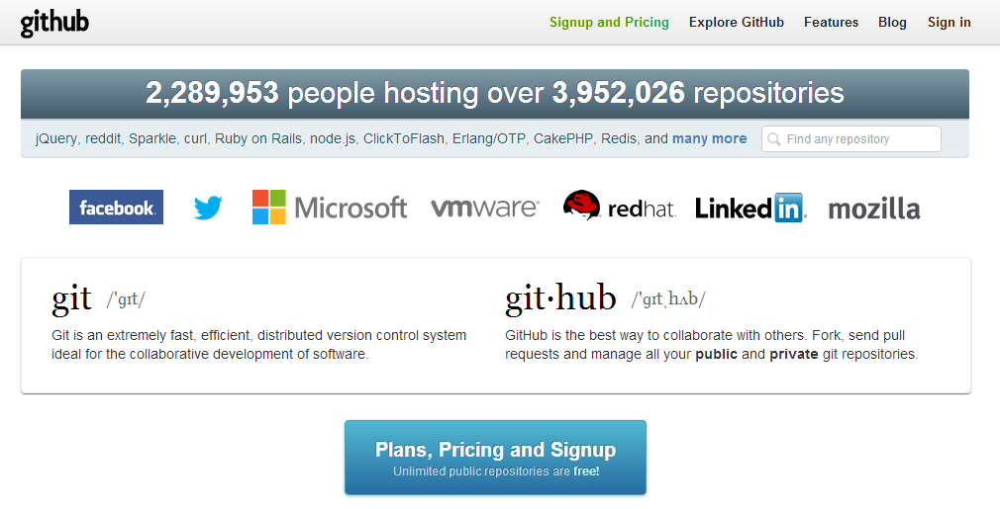 github Signup and Pricing Explore GitHub Features Blog Sign in
2,289,953 people hosting over 3,952,026 repositories
jQuery, reddit, Sparkle, curl, Ruby on Rails, node.js, ClickToFlash, Erlang/OTP, CakePHP, Redis, and many more Find any repository
facebook. Microsoft vmware® redhat. Linked in. mozilla
git /ˈgɪt/
Git is an extremely fast, efficient, distributed version control system
ideal for the collaborative development of software.
git·hub /ˈgɪtˌhʌb/
GitHub is the best way to collaborate with others. Fork, send pull
requests and manage all your public and private git repositories.
Plans, Pricing and Signup
Unlimited public repositories are free!